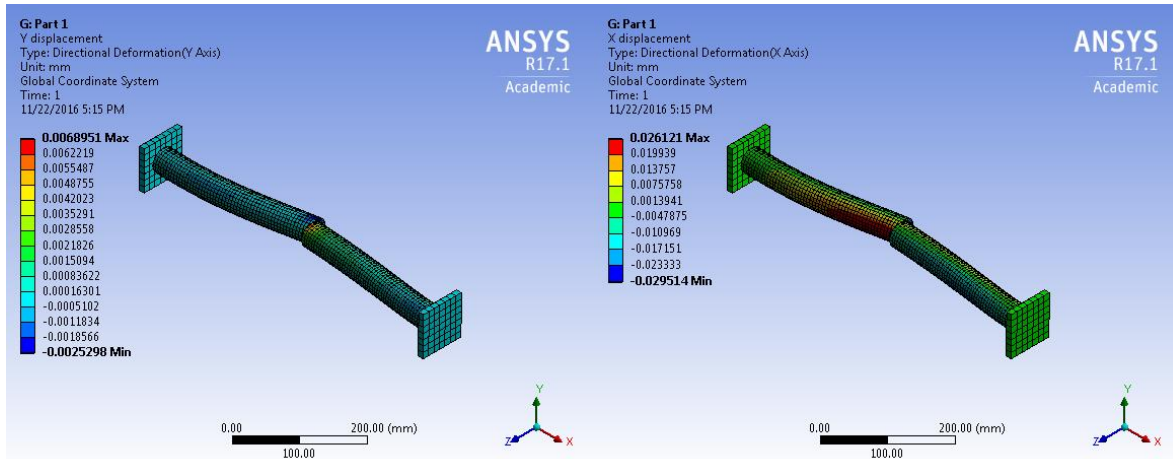 G: Part 1
Y displacement
Type: Directional Deformation(Y Axis)
Unit: mm
Global Coordinate System
Time: 1
11/22/2016 5:15 PM
ANSYS
R17.1
Academic
0.0068951 Max
0.0062219
0.0055487
0.0048755
0.0042023
0.0035291
0.0028558
0.0021826
0.0015094
0.00083622
0.00016301
-0.0005102
-0.0011834
-0.0018566
-0.0025298 Min
0.00
200.00 (mm)
100.00
Y
Z
X
G: Part 1
X displacement
Type: Directional Deformation(X Axis)
Unit: mm
Global Coordinate System
Time: 1
11/22/2016 5:15 PM
ANSYS
R17.1
Academic
0.026121 Max
0.019939
0.013757
0.0075758
0.0013941
-0.0047875
-0.010969
-0.017151
-0.023333
-0.029514 Min
0.00
200.00 (mm)
100.00
Y
Z
X